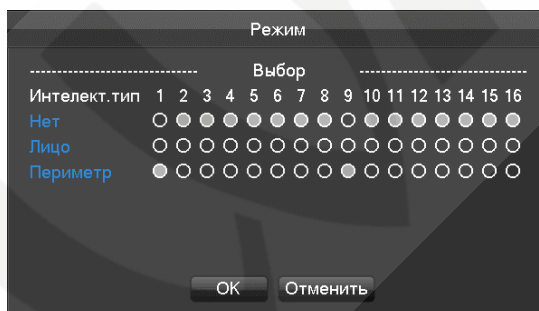 Режим
Выбор
Интелект.тип 1 2 3 4 5 6 7 8 9 10 11 12 13 14 15 16
Нет
Лицо
Периметр
OK Отменить